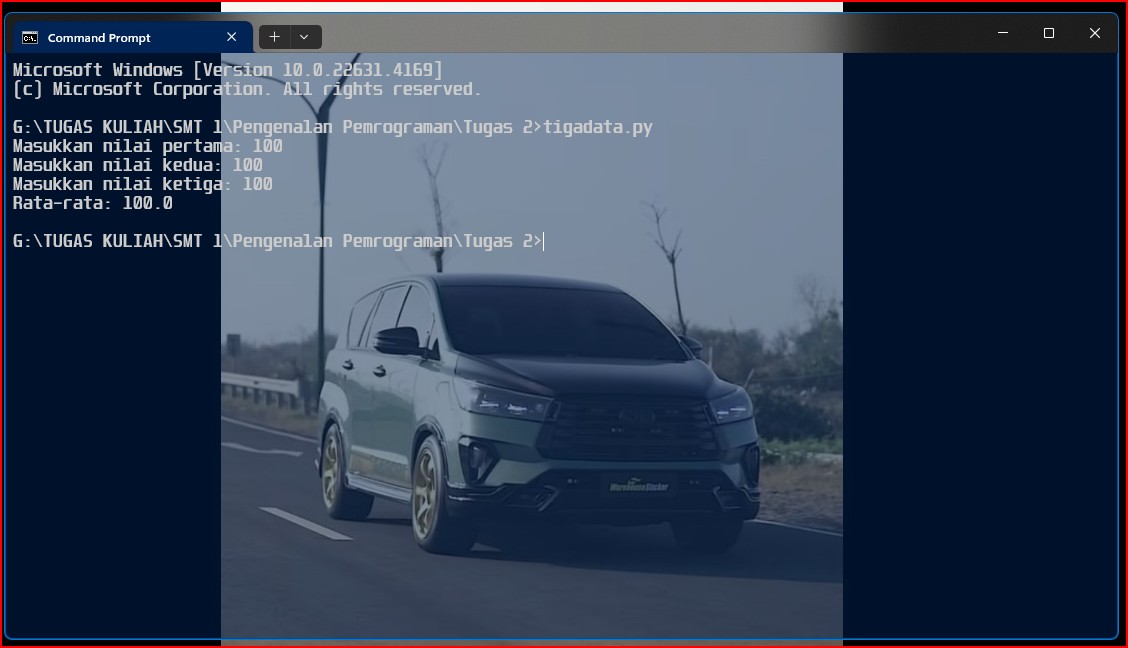 Command Prompt
Microsoft Windows [Version 10.0.22631.4169]
(c) Microsoft Corporation. All rights reserved.
G:\TUGAS KULIAH\SMT 1\Pengenalan Pemrograman\Tugas 2>tigadata.py
Masukkan nilai pertama: 100
Masukkan nilai kedua: 100
Masukkan nilai ketiga: 100
Rata-rata: 100.0
G:\TUGAS KULIAH\SMT 1\Pengenalan Pemrograman\Tugas 2>
WarehouseSticker